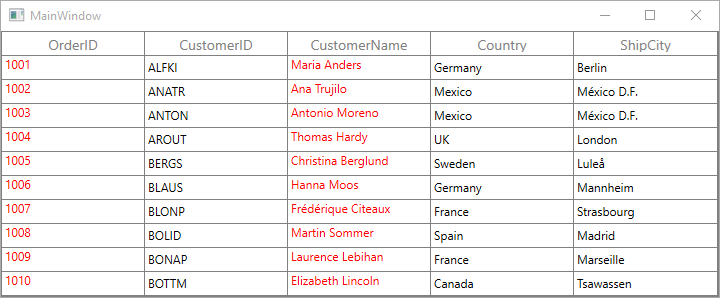 MainWindow
OrderID CustomerID CustomerName Country ShipCity
1001 ALFKI Maria Anders Germany Berlin
1002 ANATR Ana Trujilo Mexico México D.F.
1003 ANTON Antonio Moreno Mexico México D.F.
1004 AROUT Thomas Hardy UK London
1005 BERGS Christina Berglund Sweden Luleå
1006 BLAUS Hanna Moos Germany Mannheim
1007 BLONP Frédérique Citeaux France Strasbourg
1008 BOLID Martin Sommer Spain Madrid
1009 BONAP Laurence Lebihan France Marseille
1010 BOTTM Elizabeth Lincoln Canada Tsawassen